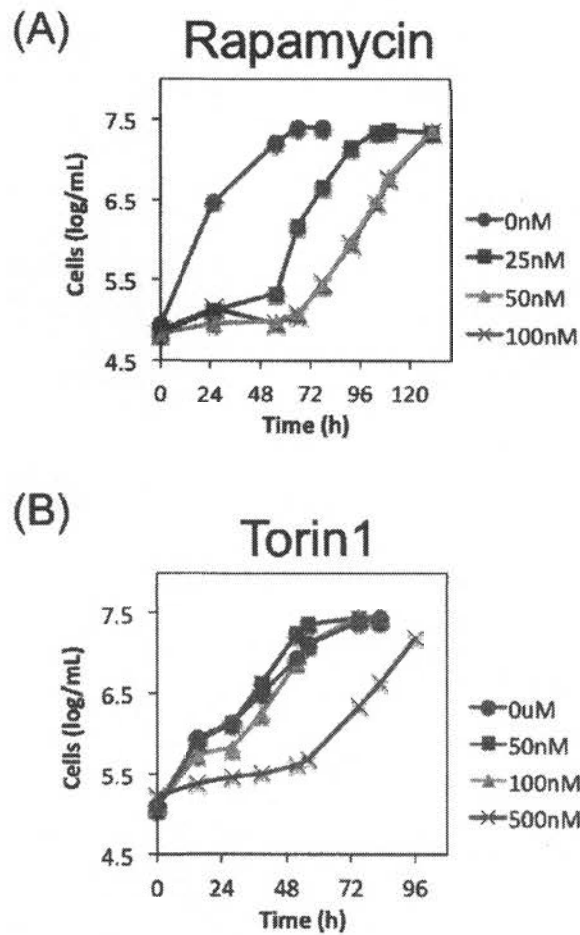 (A)
Rapamycin
7.5
6.5
5.5
4.5
Cells (log/mL)
0 24 48 72 96 120
Time (h)
0nM
25nM
50nM
100nM
(B)
Torin1
7.5
6.5
5.5
4.5
Cells (log/mL)
0 24 48 72 96
Time (h)
0uM
50nM
100nM
500nM